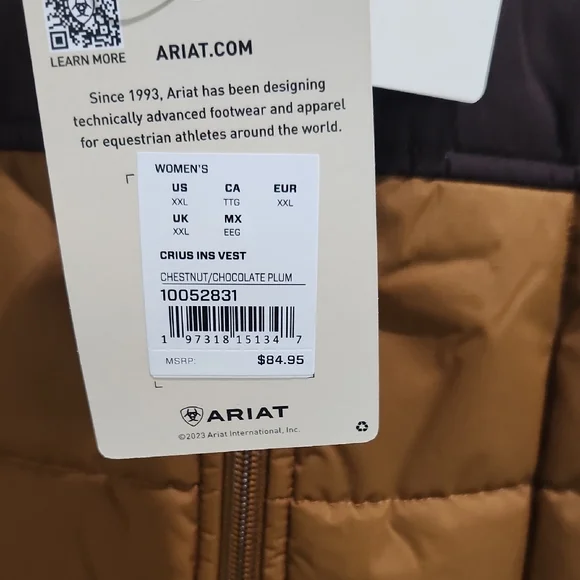 LEARN MORE
ARIAT.COM
Since 1993, Ariat has been designing
technically advanced footwear and apparel
for equestrian athletes around the world.
WOMEN'S
US CA EUR
XXL TTG XXL
UK MX
XXL EEG
CRIUS INS VEST
CHESTNUT/CHOCOLATE PLUM
10052831
1 97318 15134 7
MSRP: $84.95
ARIAT
©2023 Ariat International, Inc.